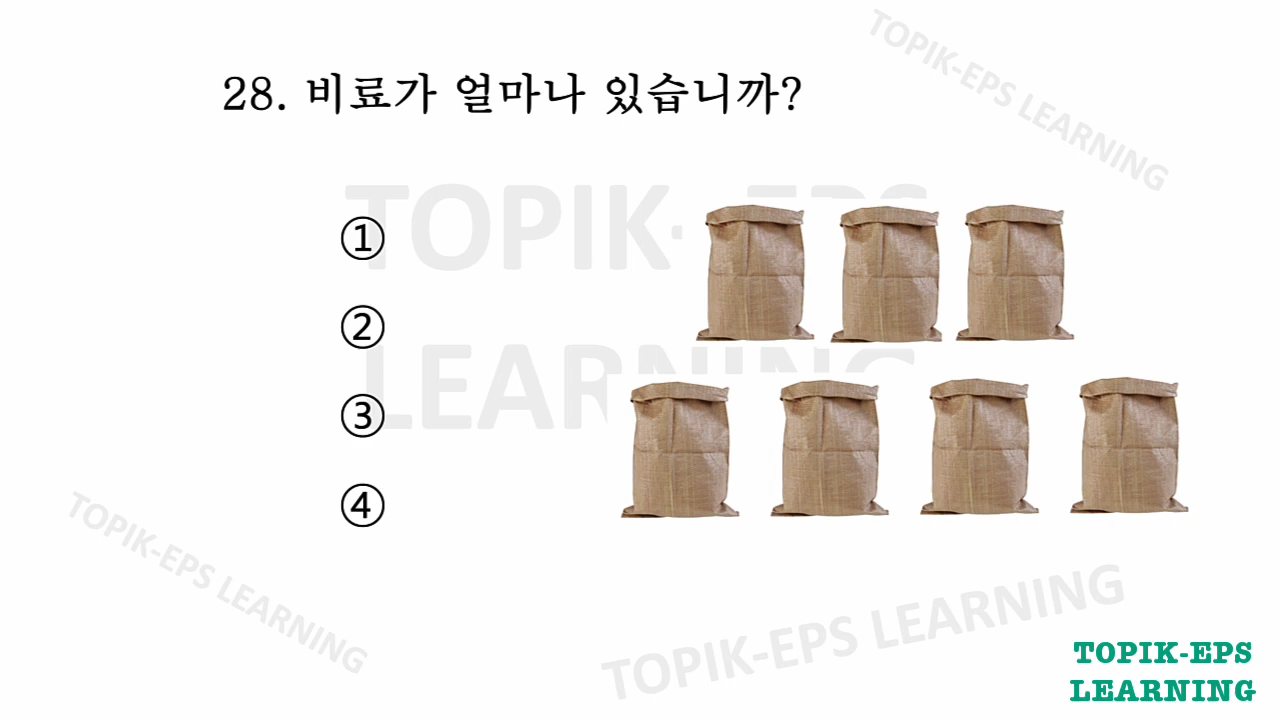 TOPIK-EPS LEARNING
28. 비료가 얼마나 있습니까?
TOPIK-EPS
①
②
LEARNING
③
④
TOPIK-EPS LEARNING
TOPIK-EPS LEARNING
TOPIK-EPS
LEARNING